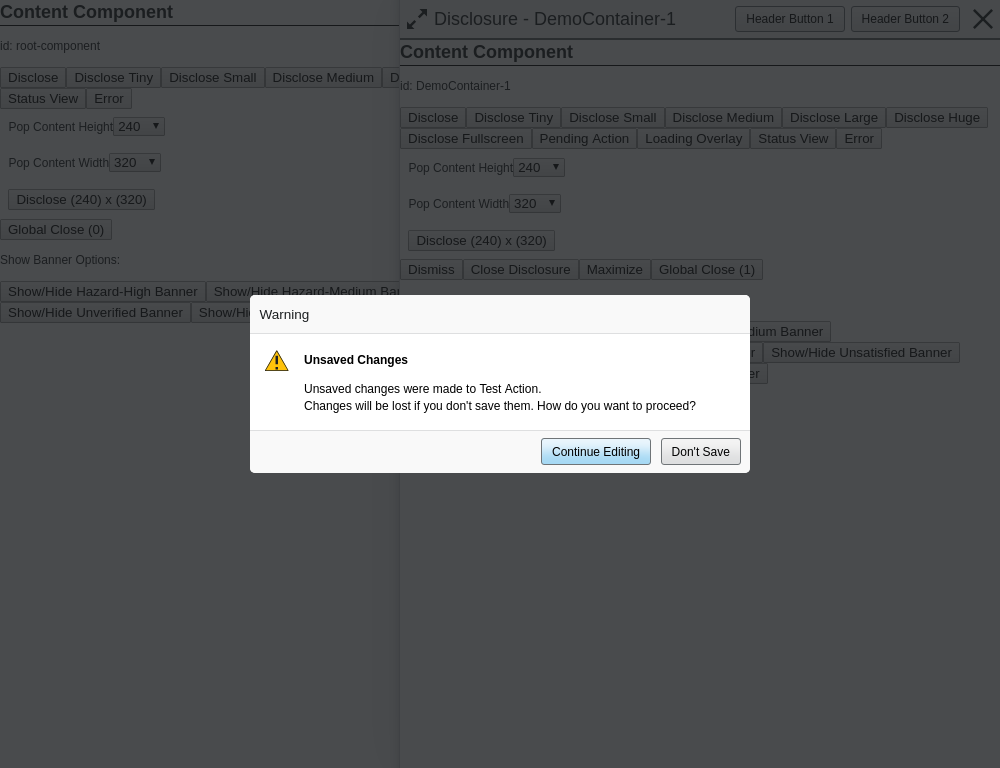 Content Component
id: root-component
Disclose Disclose Tiny Disclose Small Disclose Medium
Status View Error
Pop Content Height 240
Pop Content Width 320
Disclose (240) x (320)
Global Close (0)
Show Banner Options:
Show/Hide Hazard-High Banner Show/Hide Hazard-Medium
Show/Hide Unverified Banner
Disclosure - DemoContainer-1 Header Button 1 Header Button 2
Content Component
id: DemoContainer-1
Disclose Disclose Tiny Disclose Small Disclose Medium Disclose Large Disclose Huge
Disclose Fullscreen Pending Action Loading Overlay Status View Error
Pop Content Height 240
Pop Content Width 320
Disclose (240) x (320)
Dismiss Close Disclosure Maximize Global Close (1)
Banner
Show/Hide Unsatisfied Banner
Warning
Unsaved Changes
Unsaved changes were made to Test Action.
Changes will be lost if you don't save them. How do you want to proceed?
Continue Editing Don't Save